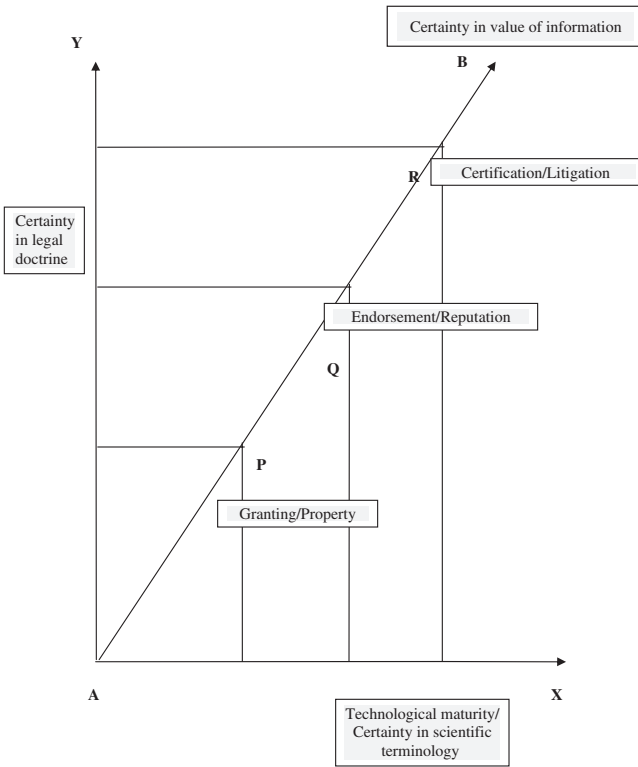 Certainty in value of information
Y
B
R
Certification/Litigation
Certainty
in legal
doctrine
Endorsement/Reputation
Q
P
Granting/Property
A
X
Technological maturity/
Certainty in scientific
terminology